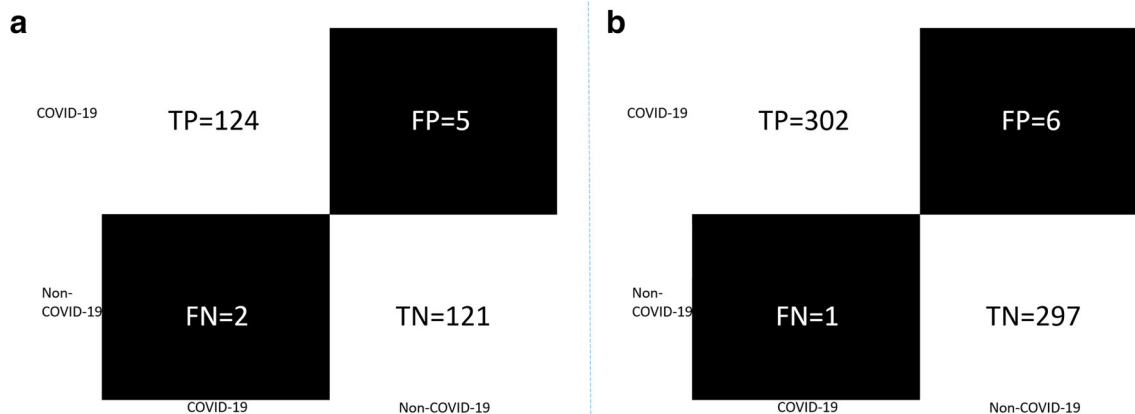 a
COVID-19
TP=124
FP=5
Non-
COVID-19
FN=2
TN=121
COVID-19
Non-COVID-19
b
COVID-19
TP=302
FP=6
Non-
COVID-19
FN=1
TN=297
COVID-19
Non-COVID-19